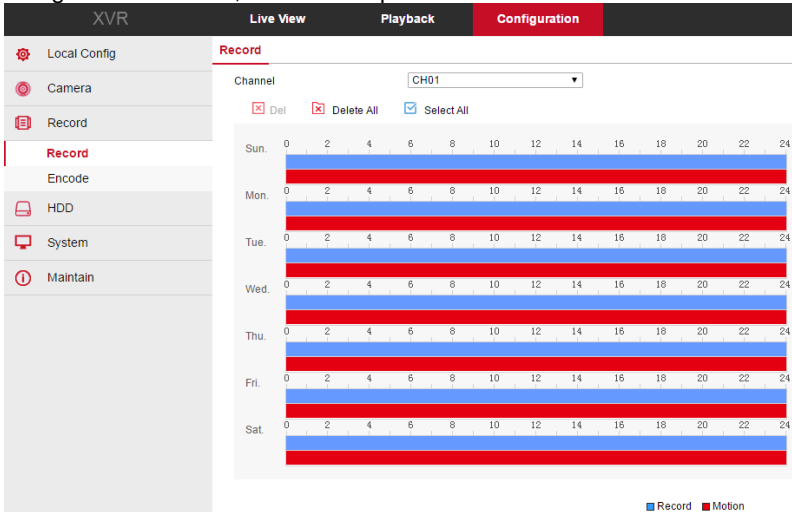 XVR Live View Playback Configuration
Local Config
Camera
Record
Record
Encode
HDD
System
Maintain
Record
Channel CH01
Del Delete All Select All
Sun. 0 2 4 6 8 10 12 14 16 18 20 22 24
Mon. 0 2 4 6 8 10 12 14 16 18 20 22 24
Tue. 0 2 4 6 8 10 12 14 16 18 20 22 24
Wed. 0 2 4 6 8 10 12 14 16 18 20 22 24
Thu. 0 2 4 6 8 10 12 14 16 18 20 22 24
Fri. 0 2 4 6 8 10 12 14 16 18 20 22 24
Sat. 0 2 4 6 8 10 12 14 16 18 20 22 24
Record Motion